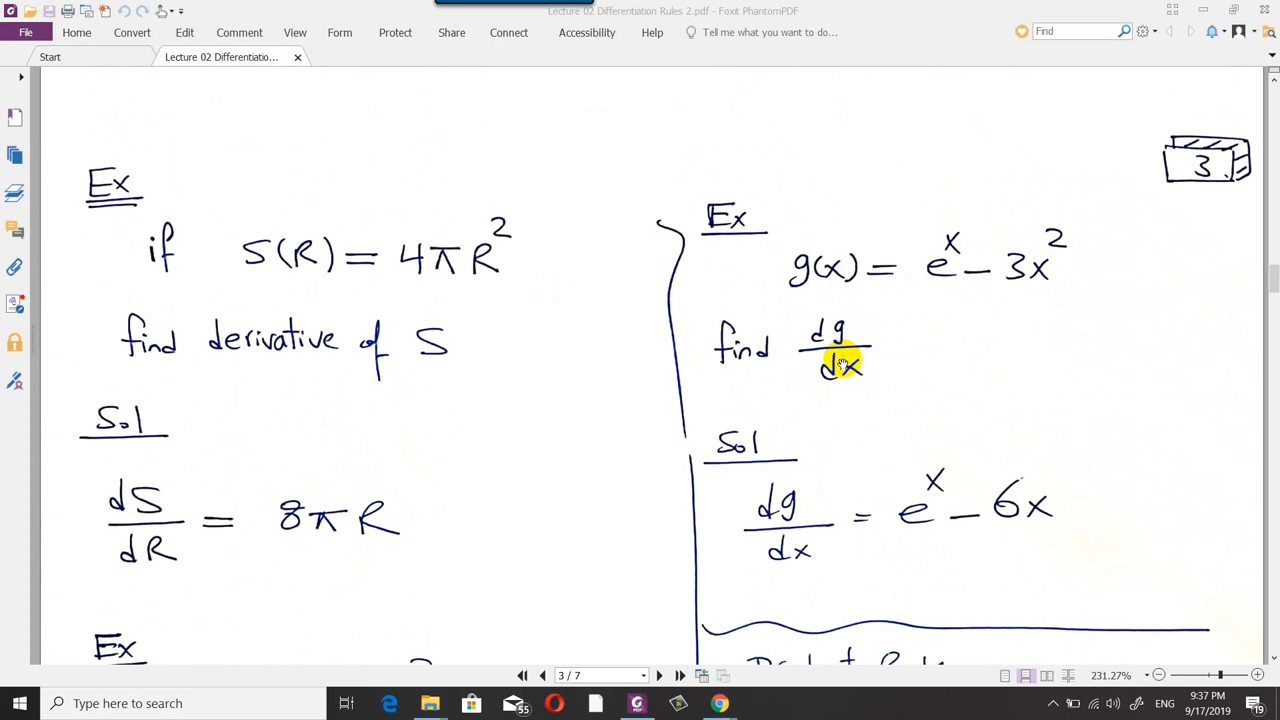 Lecture 02 Differentiation Rules 2.pdf - Foxit PhantomPDF
File Home Convert Edit Comment View Form Protect Share Connect Accessibility Help Tell me what you want to do... Find
Start Lecture 02 Differentiatio...
3
Ex
if S(R) = 4πR²
find derivative of S
Sol
dS/dR = 8πR
Ex
Ex
g(x) = eˣ - 3x²
find dg/dx
Sol
dg/dx = eˣ - 6x
3 / 7 231.27%
Type here to search 55 ENG 9:37 PM 9/17/2019 19